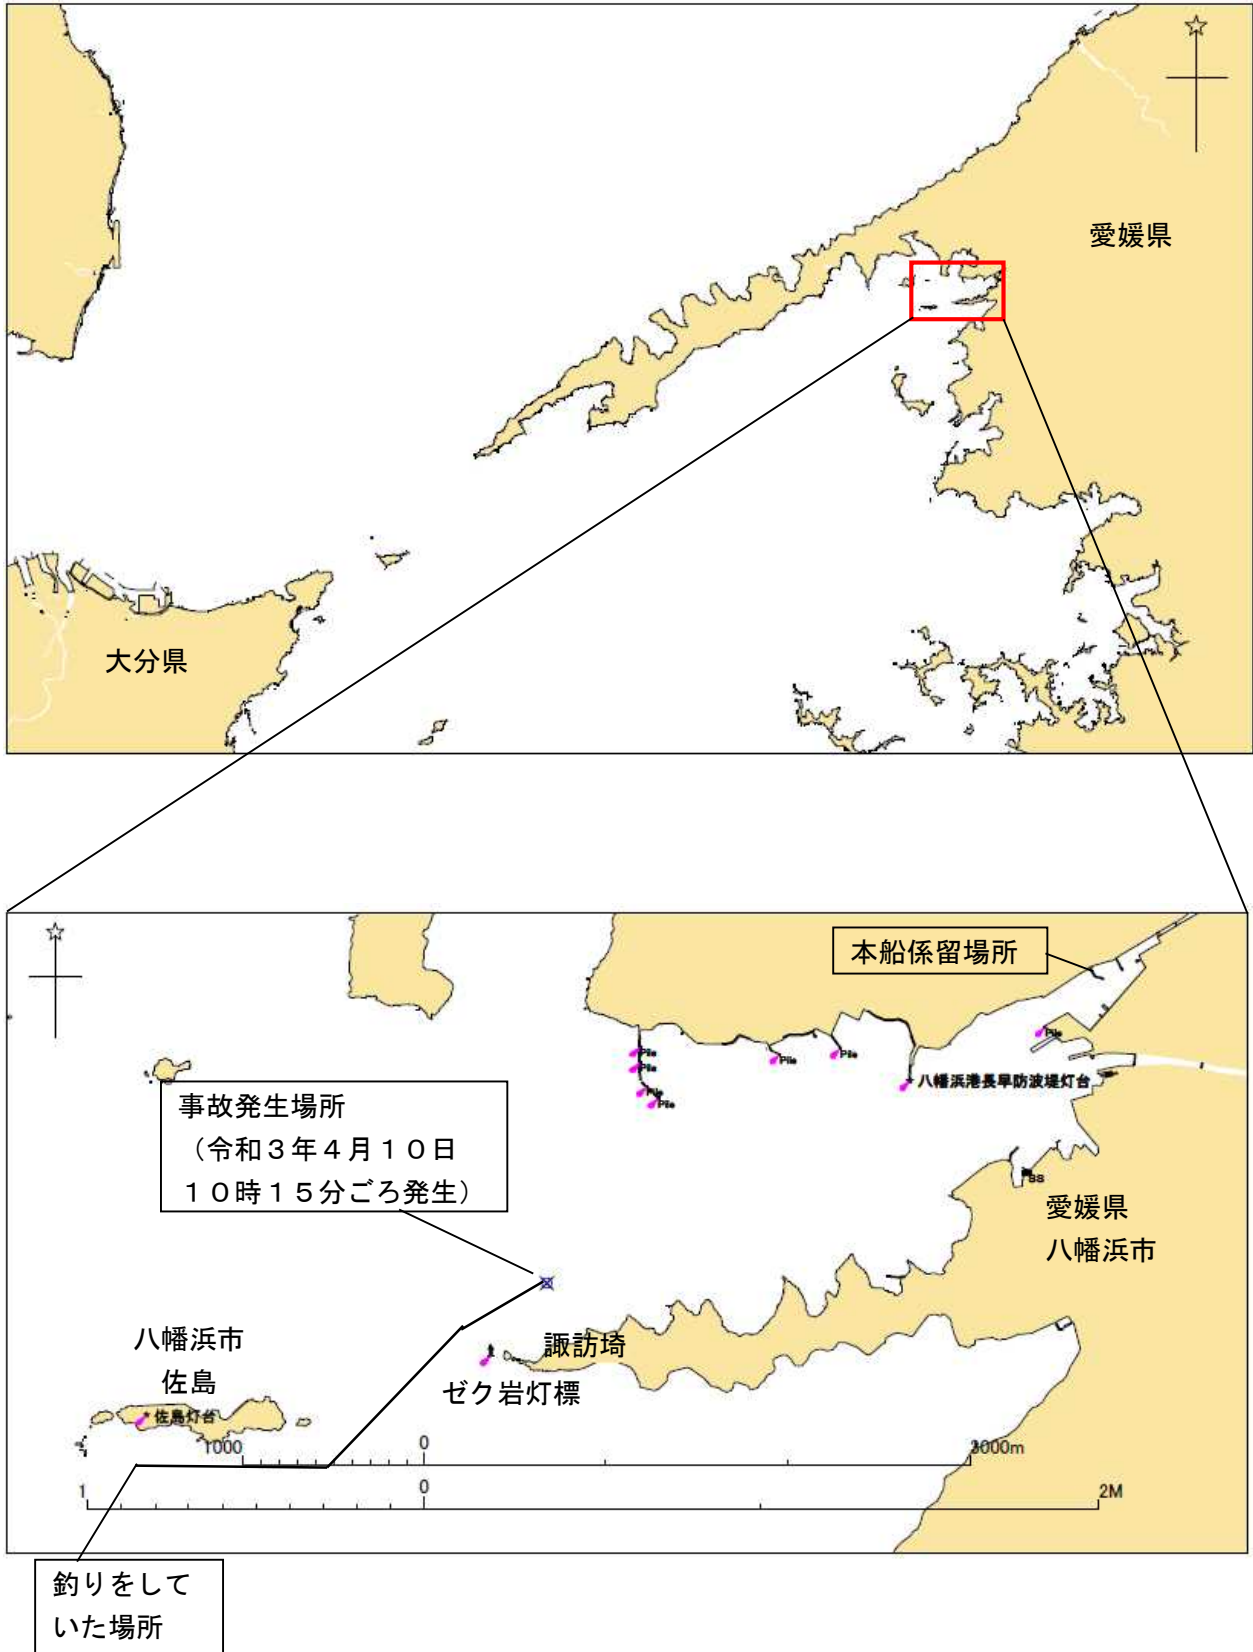 愛媛県
大分県
本船係留場所
Pile
Pile
Pile
Pile
Pile
Pile
Pile
八幡浜港長早防波堤灯台
事故発生場所
（令和３年４月１０日
１０時１５分ごろ発生）
SS
愛媛県
八幡浜市
諏訪埼
八幡浜市
佐島
ゼク岩灯標
佐島灯台
1000
0
3000m
1
0
2M
釣りをして
いた場所